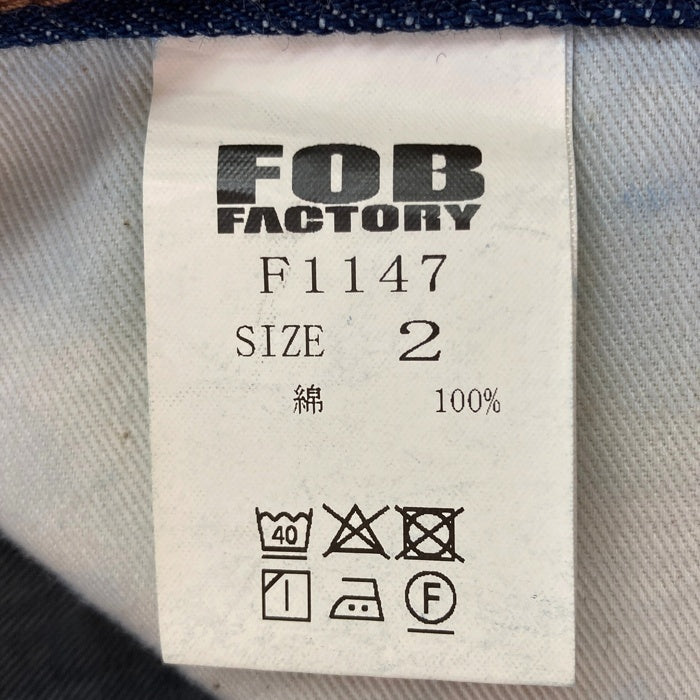 FOB
FACTORY
F1147
SIZE 2
綿 100%
40
F